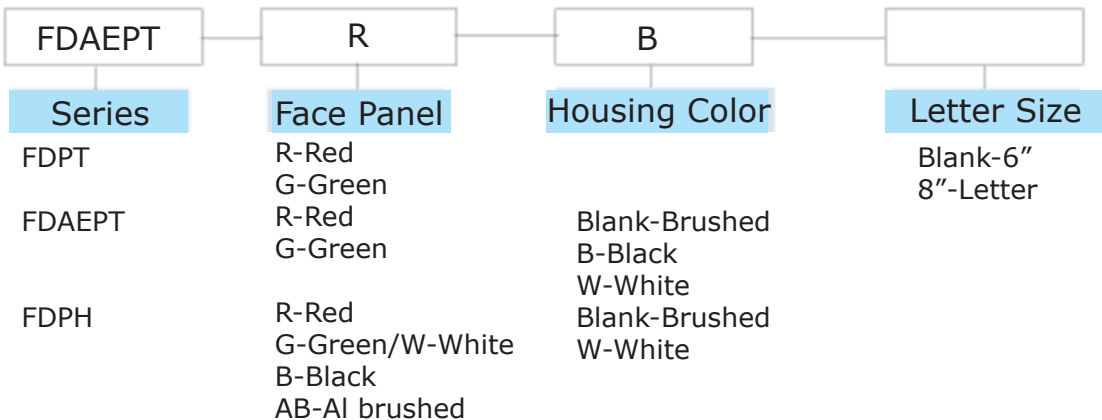 FDAEPT R B
Series Face Panel Housing Color Letter Size
FDPT R-Red Blank-6″
G-Green 8″-Letter
FDAEPT R-Red Blank-Brushed
G-Green B-Black
W-White
FDPH R-Red Blank-Brushed
G-Green/W-White W-White
B-Black
AB-Al brushed